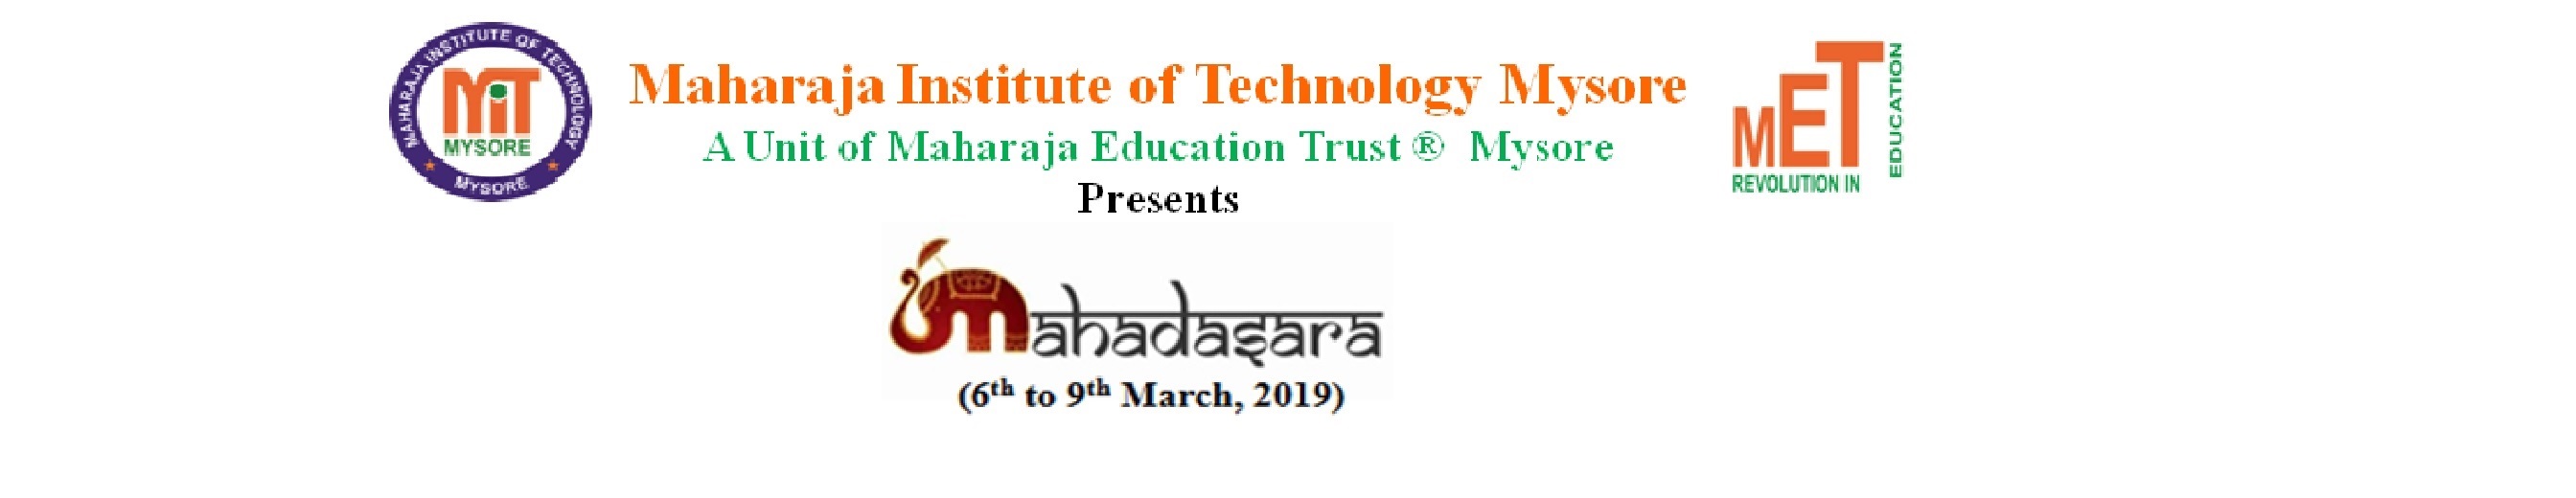 MAHARAJA INSTITUTE OF TECHNOLOGY
MIT
MYSORE
MYSORE
Maharaja Institute of Technology Mysore
A Unit of Maharaja Education Trust ® Mysore
Presents
MET
REVOLUTION IN
EDUCATION
mahadasara
(6th to 9th March, 2019)